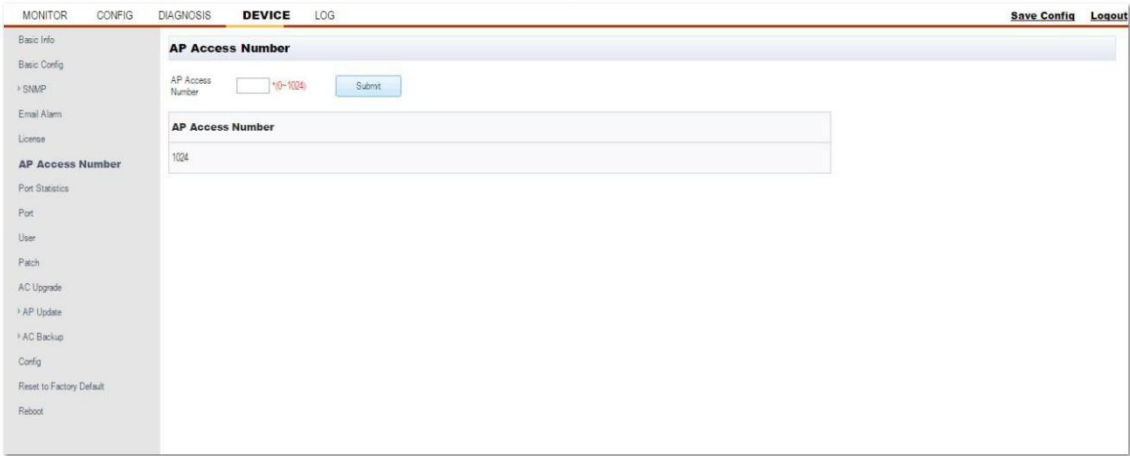 MONITOR CONFIG DIAGNOSIS DEVICE LOG Save Config Logout
Basic Info
Basic Config
SNMP
Email Alarm
License
AP Access Number
Port Statistics
Port
User
Patch
AC Upgrade
AP Update
AC Backup
Config
Reset to Factory Default
Reboot
AP Access Number
AP Access
Number
*(0~1024)
Submit
AP Access Number
1024